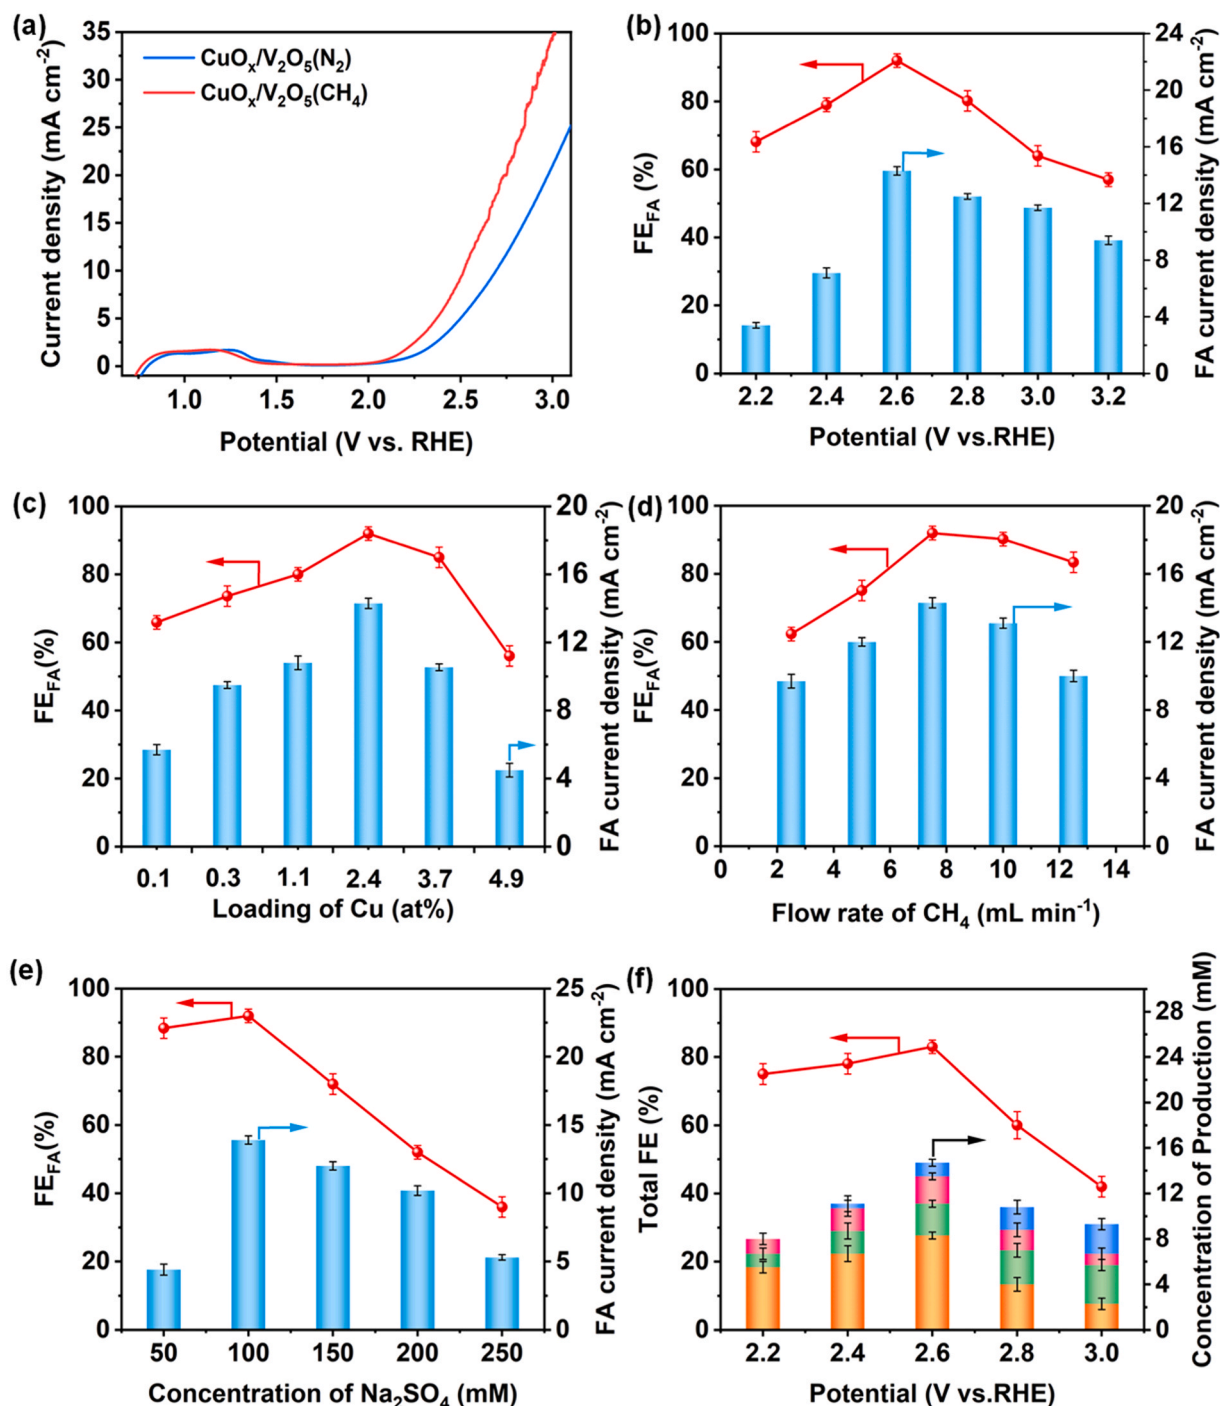 (a)
35
30
25
20
15
10
5
0
Current density (mA cm⁻²)
CuOₓ/V₂O₅(N₂)
CuOₓ/V₂O₅(CH₄)
1.0 1.5 2.0 2.5 3.0
Potential (V vs. RHE)
(b)
100
80
60
40
20
0
FE_FA (%)
24
20
16
12
8
4
0
FA current density (mA cm⁻²)
2.2 2.4 2.6 2.8 3.0 3.2
Potential (V vs.RHE)
(c)
100
80
60
40
20
0
FE_FA(%)
20
16
12
8
4
0
FA current density (mA cm⁻²)
0.1 0.3 1.1 2.4 3.7 4.9
Loading of Cu (at%)
(d)
100
80
60
40
20
0
FE_FA(%)
20
16
12
8
4
0
FA current density (mA cm⁻²)
0 2 4 6 8 10 12 14
Flow rate of CH₄ (mL min⁻¹)
(e)
100
80
60
40
20
0
FE_FA(%)
25
20
15
10
5
0
FA current density (mA cm⁻²)
50 100 150 200 250
Concentration of Na₂SO₄ (mM)
(f)
100
80
60
40
20
0
Total FE (%)
28
24
20
16
12
8
4
0
Concentration of Production (mM)
2.2 2.4 2.6 2.8 3.0
Potential (V vs.RHE)